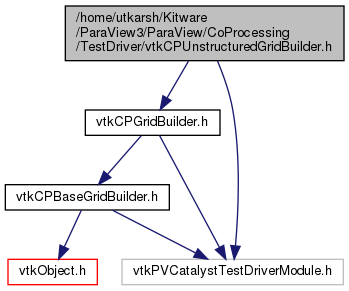 /home/utkarsh/Kitware
/ParaView3/ParaView/CoProcessing
/TestDriver/vtkCPUnstructuredGridBuilder.h
vtkCPGridBuilder.h
vtkCPBaseGridBuilder.h
vtkObject.h
vtkPVCatalystTestDriverModule.h